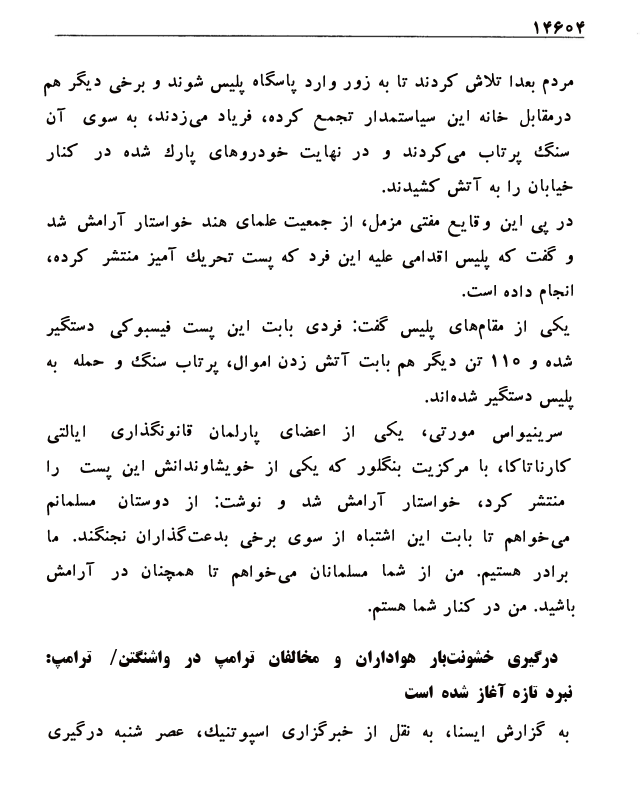 ۱۴۶۰۴
مردم بعدا تلاش کردند تا به زور وارد پاسگاه پلیس شوند و برخی دیگر هم
درمقابل خانه این سیاستمدار تجمع کرده، فریاد می‌زدند، به سوی آن
سنگ پرتاب می‌کردند و در نهایت خودروهای پارك شده در کنار
خیابان را به آتش کشیدند.
در پی این وقایع مفتی مزمل، از جمعیت علمای هند خواستار آرامش شد
و گفت که پلیس اقدامی علیه این فرد که پست تحریك آمیز منتشر کرده،
انجام داده است.
یکی از مقام‌های پلیس گفت: فردی بابت این پست فیسبوکی دستگیر
شده و ۱۱۰ تن دیگر هم بابت آتش زدن اموال، پرتاب سنگ و حمله به
پلیس دستگیر شده‌اند.
سرینیواس مورتی، یکی از اعضای پارلمان قانونگذاری ایالتی
کارناتاکا، با مرکزیت بنگلور که یکی از خویشاوندانش این پست را
منتشر کرد، خواستار آرامش شد و نوشت: از دوستان مسلمانم
می‌خواهم تا بابت این اشتباه از سوی برخی بدعت‌گذاران نجنگند. ما
برادر هستیم. من از شما مسلمانان می‌خواهم تا همچنان در آرامش
باشید. من در کنار شما هستم.
درگیری خشونت‌بار هواداران و مخالفان ترامپ در واشنگتن/ ترامپ:
نبرد تازه آغاز شده است
به گزارش ایسنا، به نقل از خبرگزاری اسپوتنیك، عصر شنبه درگیری